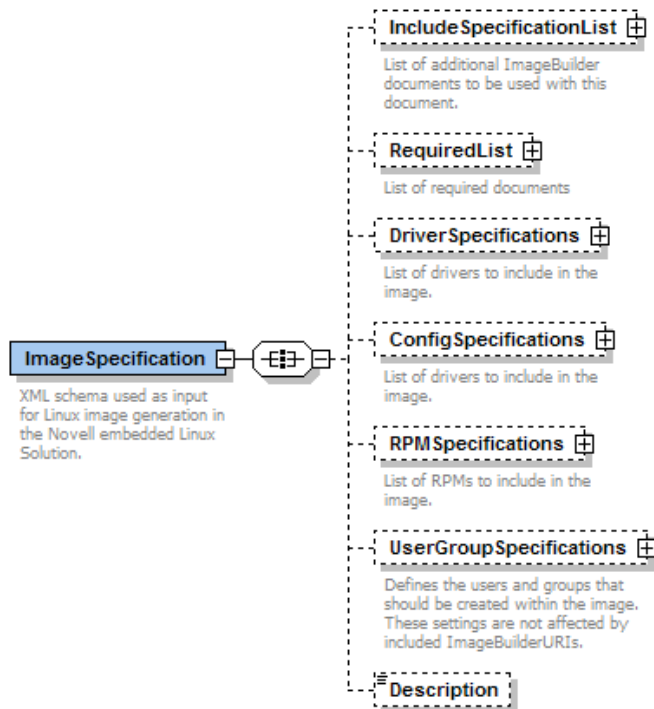 IncludeSpecificationList
List of additional ImageBuilder
documents to be used with this
document.
RequiredList
List of required documents
DriverSpecifications
List of drivers to include in the
image.
ImageSpecification
XML schema used as input
for Linux image generation in
the Novell embedded Linux
Solution.
ConfigSpecifications
List of drivers to include in the
image.
RPMSpecifications
List of RPMs to include in the
image.
UserGroupSpecifications
Defines the users and groups that
should be created within the image.
These settings are not affected by
included ImageBuilderURIs.
Description